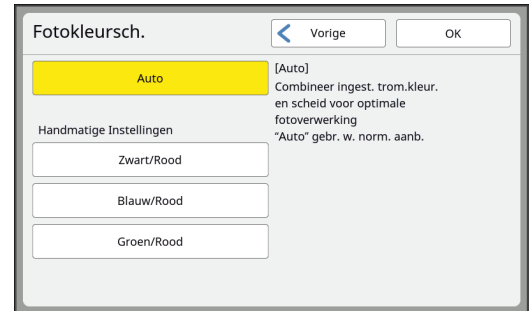 Fotokleursch.
Vorige
OK
Auto
Handmatige Instellingen
Zwart/Rood
Blauw/Rood
Groen/Rood
[Auto]
Combineer ingest. trom.kleur.
en scheid voor optimale
fotoverwerking
“Auto” gebr. w. norm. aanb.